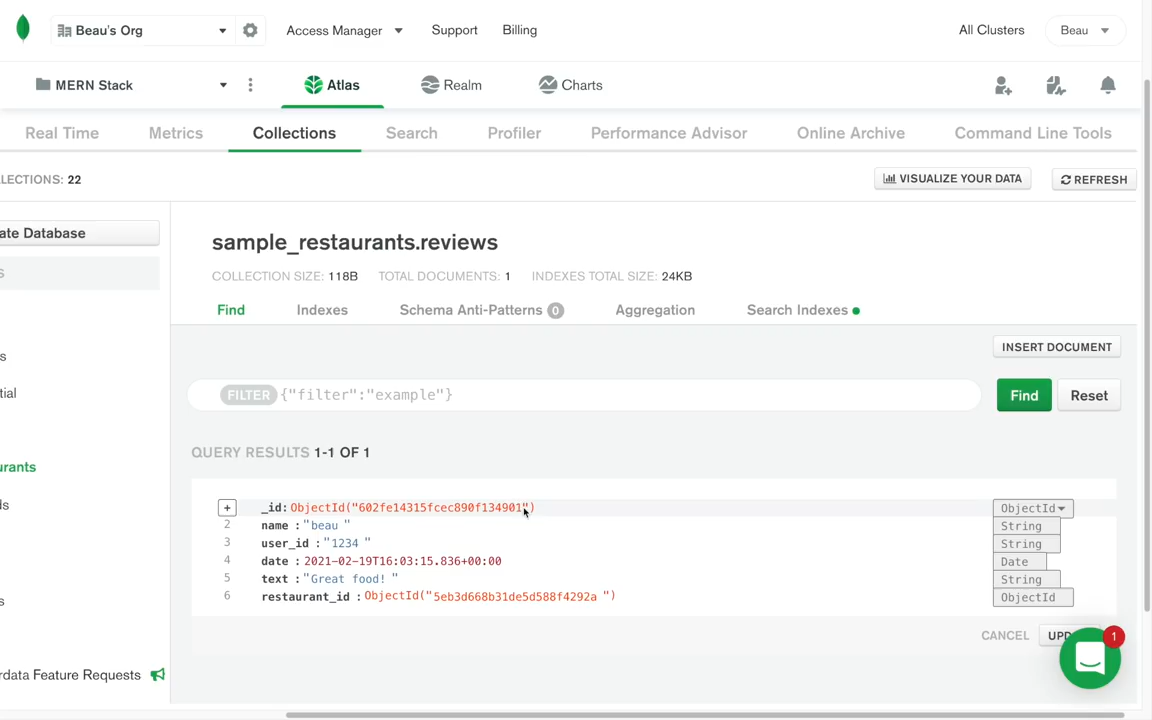 Beau's Org
Access Manager
Support
Billing
All Clusters
Beau
MERN Stack
Atlas
Realm
Charts
Real Time
Metrics
Collections
Search
Profiler
Performance Advisor
Online Archive
Command Line Tools
LECTIONS: 22
VISUALIZE YOUR DATA
REFRESH
ate Database
s
sample_restaurants.reviews
COLLECTION SIZE: 118B TOTAL DOCUMENTS: 1 INDEXES TOTAL SIZE: 24KB
Find
Indexes
Schema Anti-Patterns 0
Aggregation
Search Indexes
INSERT DOCUMENT
s
tial
urants
ds
s
rdata Feature Requests
FILTER {"filter":"example"}
Find
Reset
QUERY RESULTS 1-1 OF 1
+ _id: ObjectId("602fe14315fcec890f134901") ObjectId
2 name : "beau " String
3 user_id : "1234 " String
4 date : 2021-02-19T16:03:15.836+00:00 Date
5 text : "Great food! " String
6 restaurant_id : ObjectId("5eb3d668b31de5d588f4292a ") ObjectId
CANCEL
UPD
1